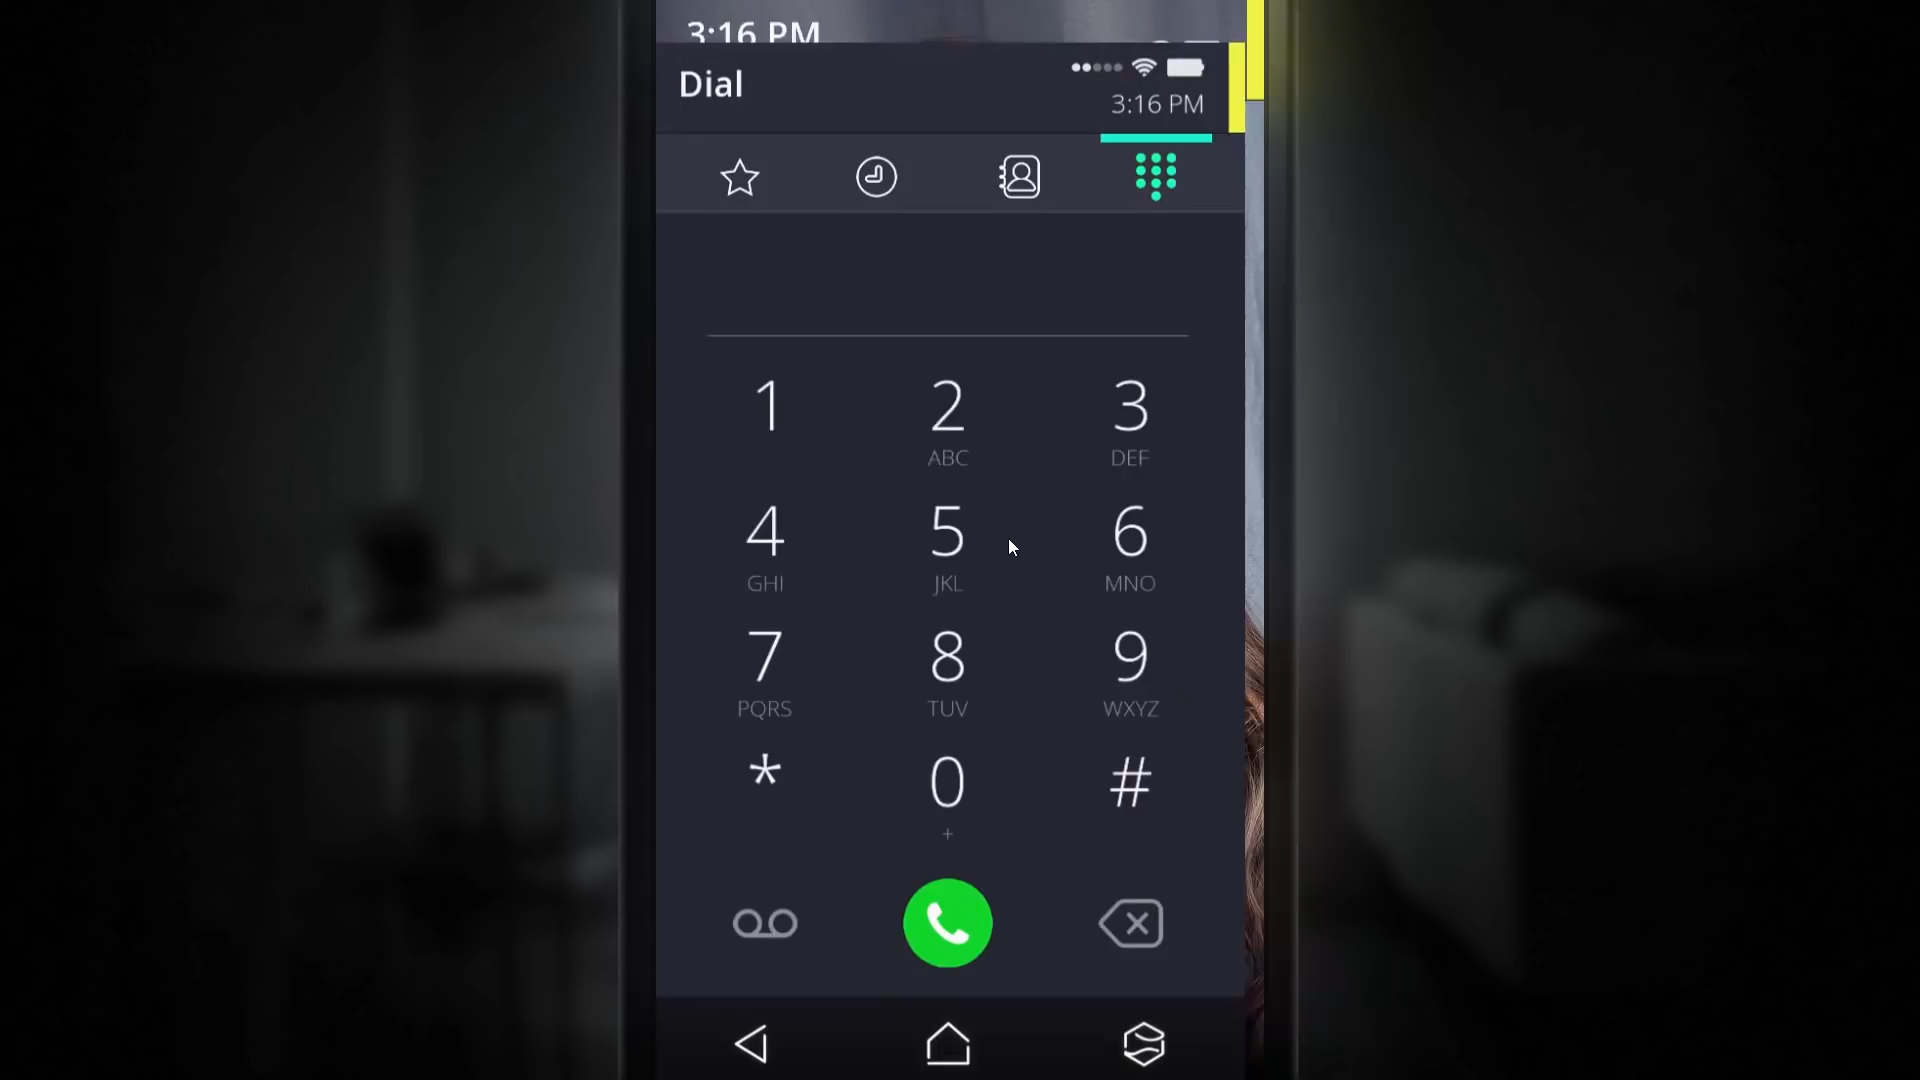 3:16 PM
Dial
3:16 PM
1 2 3
ABC DEF
4 5 6
GHI JKL MNO
7 8 9
PQRS TUV WXYZ
* 0 #
+